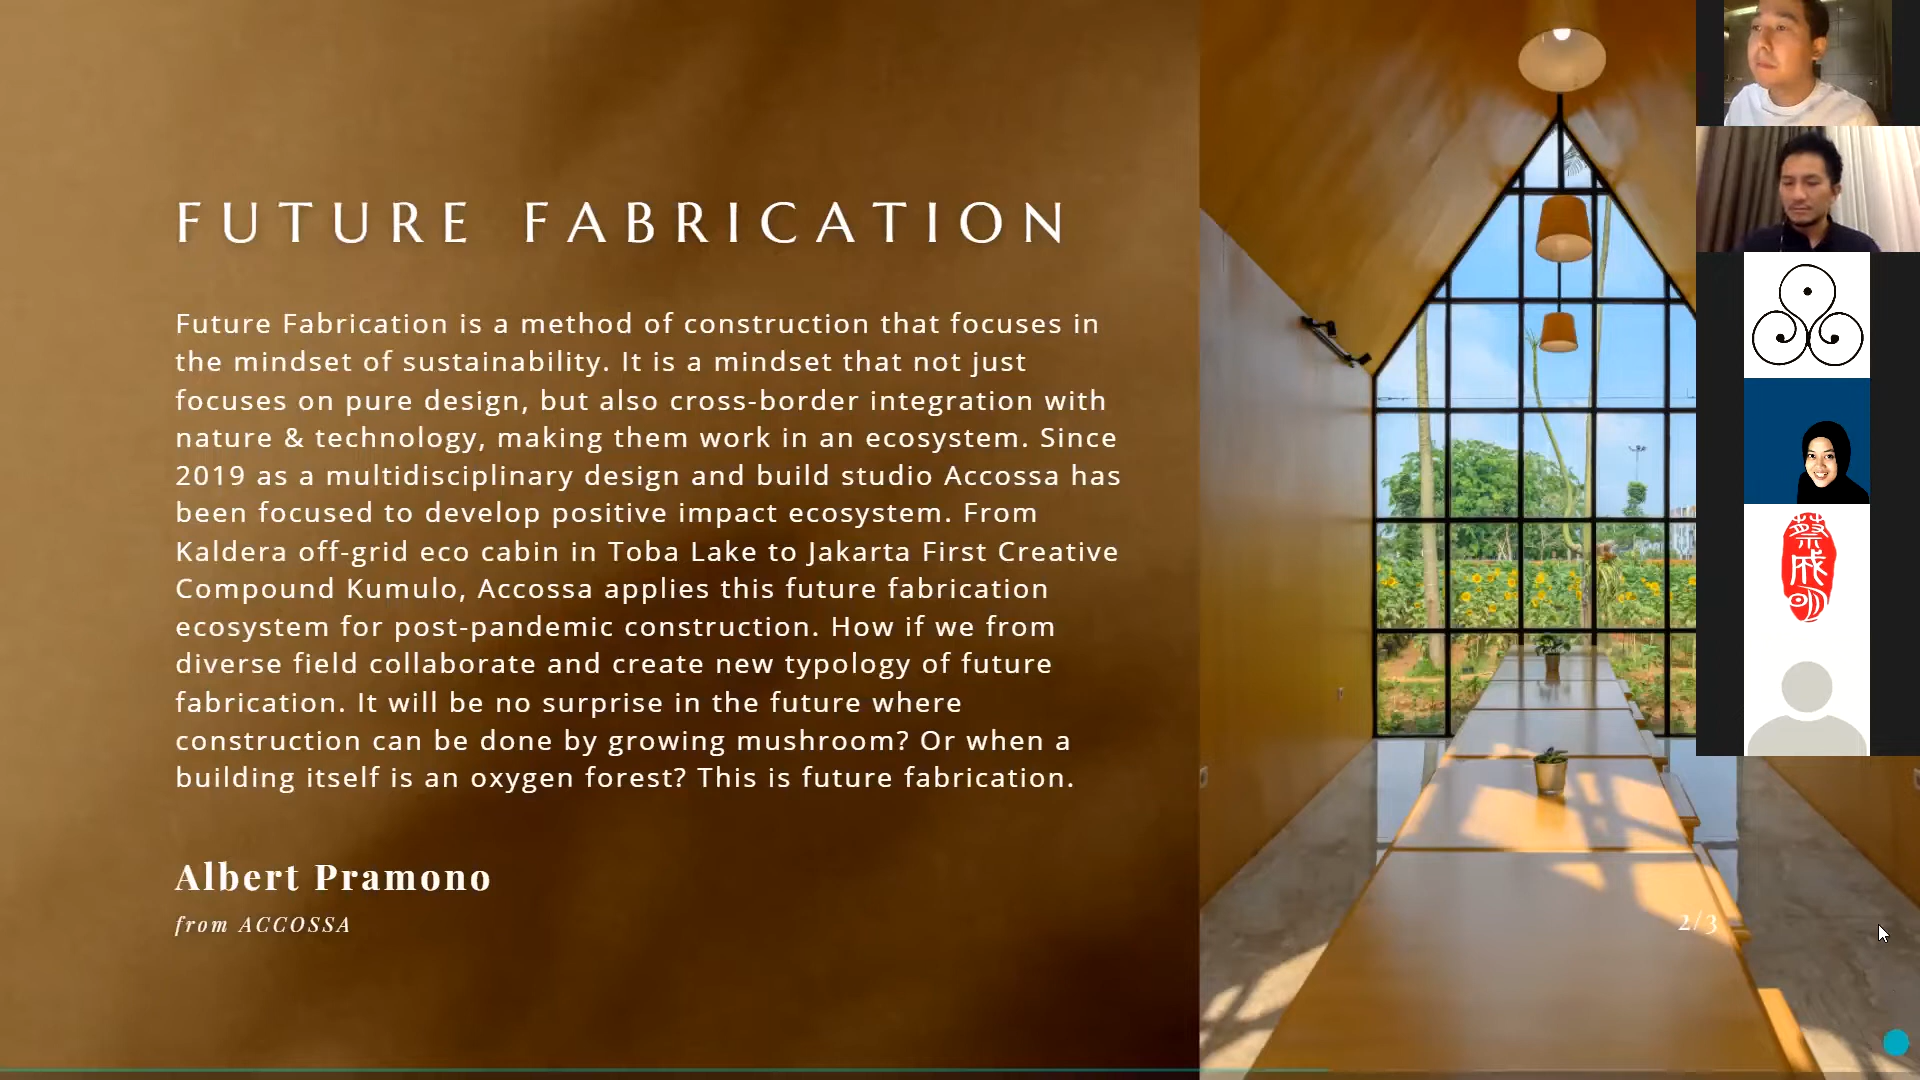 FUTURE FABRICATION
Future Fabrication is a method of construction that focuses in
the mindset of sustainability. It is a mindset that not just
focuses on pure design, but also cross-border integration with
nature & technology, making them work in an ecosystem. Since
2019 as a multidisciplinary design and build studio Accossa has
been focused to develop positive impact ecosystem. From
Kaldera off-grid eco cabin in Toba Lake to Jakarta First Creative
Compound Kumulo, Accossa applies this future fabrication
ecosystem for post-pandemic construction. How if we from
diverse field collaborate and create new typology of future
fabrication. It will be no surprise in the future where
construction can be done by growing mushroom? Or when a
building itself is an oxygen forest? This is future fabrication.
Albert Pramono
from ACCOSSA
2/3